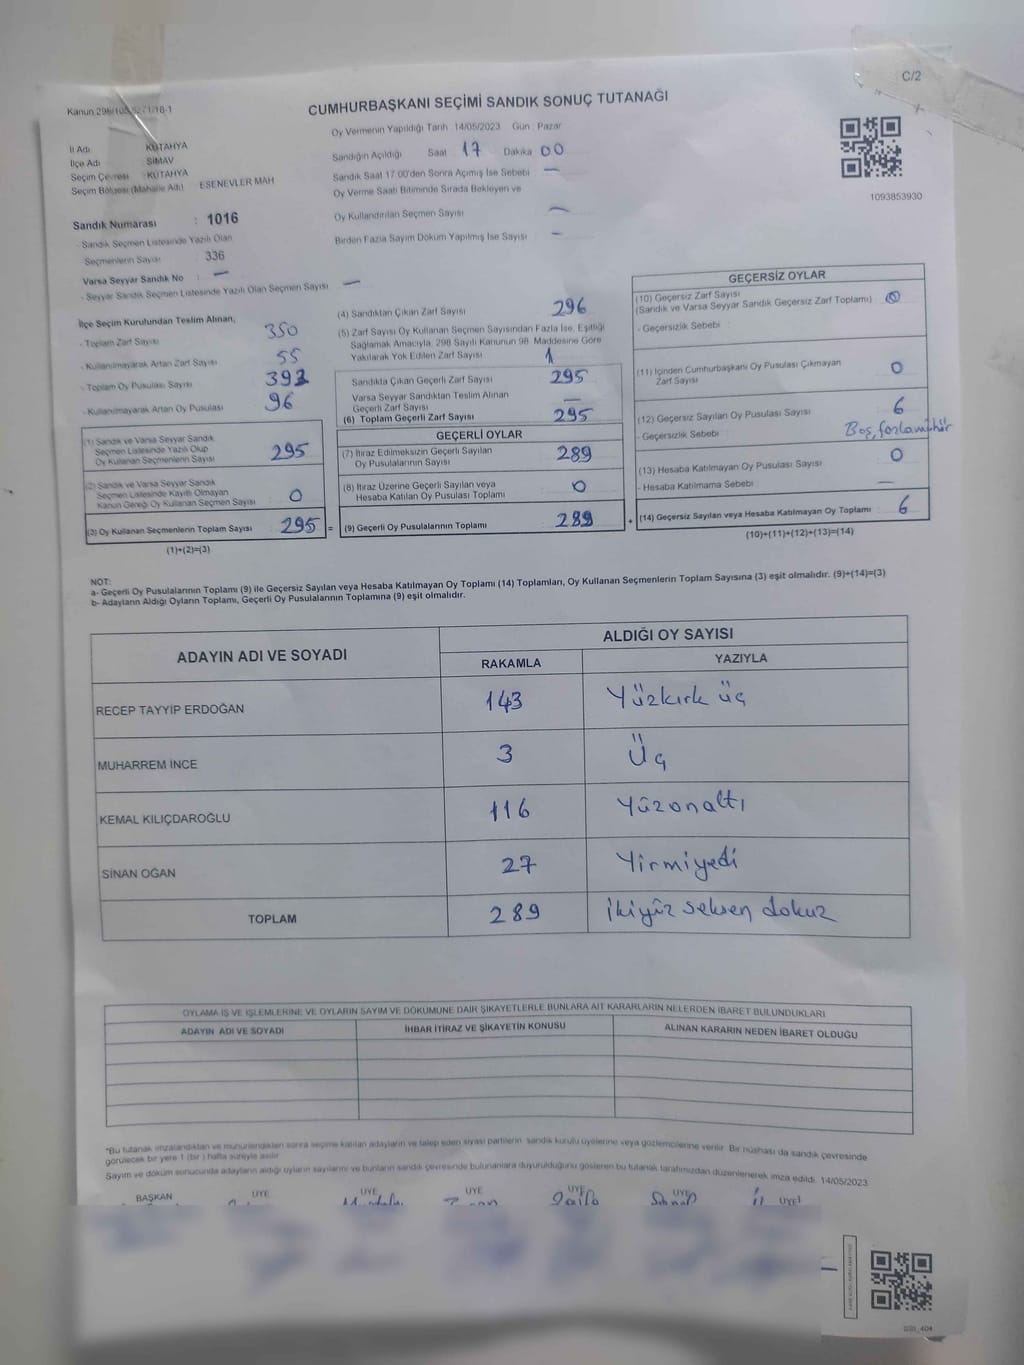 C/2
Kanun:298/105,6271/18-1
CUMHURBAŞKANI SEÇİMİ SANDIK SONUÇ TUTANAĞI
Oy Vermenin Yapıldığı Tarih 14/05/2023 Gün : Pazar
İl Adı KÜTAHYA
İlçe Adı SİMAV
Seçim Çevresi : KÜTAHYA
Seçim Bölgesi (Mahalle Adı) ESENEVLER MAH
Sandığın Açıldığı Saat 17 Dakika 00
Sandık Saat 17.00'den Sonra Açılmış İse Sebebi —
Oy Verme Saati Bitiminde Sırada Bekleyen ve
Oy Kullandırılan Seçmen Sayısı —
Birden Fazla Sayım Döküm Yapılmış İse Sayısı —
1093853930
Sandık Numarası : 1016
- Sandık Seçmen Listesinde Yazılı Olan
Seçmenlerin Sayısı 336
Varsa Seyyar Sandık No : —
- Seyyar Sandık Seçmen Listesinde Yazılı Olan Seçmen Sayısı —
İlçe Seçim Kurulundan Teslim Alınan,
- Toplam Zarf Sayısı 350
- Kullanılmayarak Artan Zarf Sayısı 55
- Toplam Oy Pusulası Sayısı 392
- Kullanılmayarak Artan Oy Pusulası 96
(1) Sandık ve Varsa Seyyar Sandık
Seçmen Listesinde Yazılı Olup
Oy Kullanan Seçmenlerin Sayısı 295
(2) Sandık ve Varsa Seyyar Sandık
Seçmen Listesinde Kayıtlı Olmayan
Kanun Gereği Oy Kullanan Seçmen Sayısı 0
(3) Oy Kullanan Seçmenlerin Toplam Sayısı 295 =
(1)+(2)=(3)
(4) Sandıktan Çıkan Zarf Sayısı 296
(5) Zarf Sayısı Oy Kullanan Seçmen Sayısından Fazla İse, Eşitliği
Sağlamak Amacıyla, 298 Sayılı Kanunun 98. Maddesine Göre
Yakılarak Yok Edilen Zarf Sayısı 1
Sandıkta Çıkan Geçerli Zarf Sayısı 295
Varsa Seyyar Sandıktan Teslim Alınan
Geçerli Zarf Sayısı —
(6) Toplam Geçerli Zarf Sayısı 295
GEÇERLİ OYLAR
(7) İtiraz Edilmeksizin Geçerli Sayılan
Oy Pusulalarının Sayısı 289
(8) İtiraz Üzerine Geçerli Sayılan veya
Hesaba Katılan Oy Pusulası Toplamı 0
(9) Geçerli Oy Pusulalarının Toplamı 289 +
GEÇERSİZ OYLAR
(10) Geçersiz Zarf Sayısı
(Sandık ve Varsa Seyyar Sandık Geçersiz Zarf Toplamı) 0
- Geçersizlik Sebebi
(11) İçinden Cumhurbaşkanı Oy Pusulası Çıkmayan
Zarf Sayısı 0
(12) Geçersiz Sayılan Oy Pusulası Sayısı 6
- Geçersizlik Sebebi Boş, fazla mühür
(13) Hesaba Katılmayan Oy Pusulası Sayısı 0
- Hesaba Katılmama Sebebi —
(14) Geçersiz Sayılan veya Hesaba Katılmayan Oy Toplamı : 6
(10)+(11)+(12)+(13)=(14)
NOT:
a- Geçerli Oy Pusulalarının Toplamı (9) ile Geçersiz Sayılan veya Hesaba Katılmayan Oy Toplamı (14) Toplamları, Oy Kullanan Seçmenlerin Toplam Sayısına (3) eşit olmalıdır. (9)+(14)=(3)
b- Adayların Aldığı Oyların Toplamı, Geçerli Oy Pusulalarının Toplamına (9) eşit olmalıdır.
ADAYIN ADI VE SOYADI ALDIĞI OY SAYISI
RAKAMLA YAZIYLA
RECEP TAYYİP ERDOĞAN 143 Yüzkırk üç
MUHARREM İNCE 3 Üç
KEMAL KILIÇDAROĞLU 116 Yüzonaltı
SİNAN OĞAN 27 Yirmiyedi
TOPLAM 289 İkiyüz seksen dokuz
OYLAMA İŞ VE İŞLEMLERİNE VE OYLARIN SAYIM VE DÖKÜMÜNE DAİR ŞİKAYETLERLE BUNLARA AİT KARARLARIN NELERDEN İBARET BULUNDUKLARI
ADAYIN ADI VE SOYADI İHBAR İTİRAZ VE ŞİKAYETİN KONUSU ALINAN KARARIN NEDEN İBARET OLDUĞU
*Bu tutanak imzalandıktan ve mühürlendikten sonra seçime katılan adayların ve talep eden siyasi partilerin sandık kurulu üyelerine veya gözlemcilerine verilir. Bir nüshası da sandık çevresinde
görülecek bir yere 1 (bir ) hafta süreyle asılır.
Sayım ve döküm sonucunda adayların aldığı oyların sayılarını ve bunların sandık çevresinde bulunanlara duyurulduğunu gösteren bu tutanak tarafımızdan düzenlenerek imza edildi. 14/05/2023
BAŞKAN ÜYE ÜYE ÜYE ÜYE ÜYE ÜYE